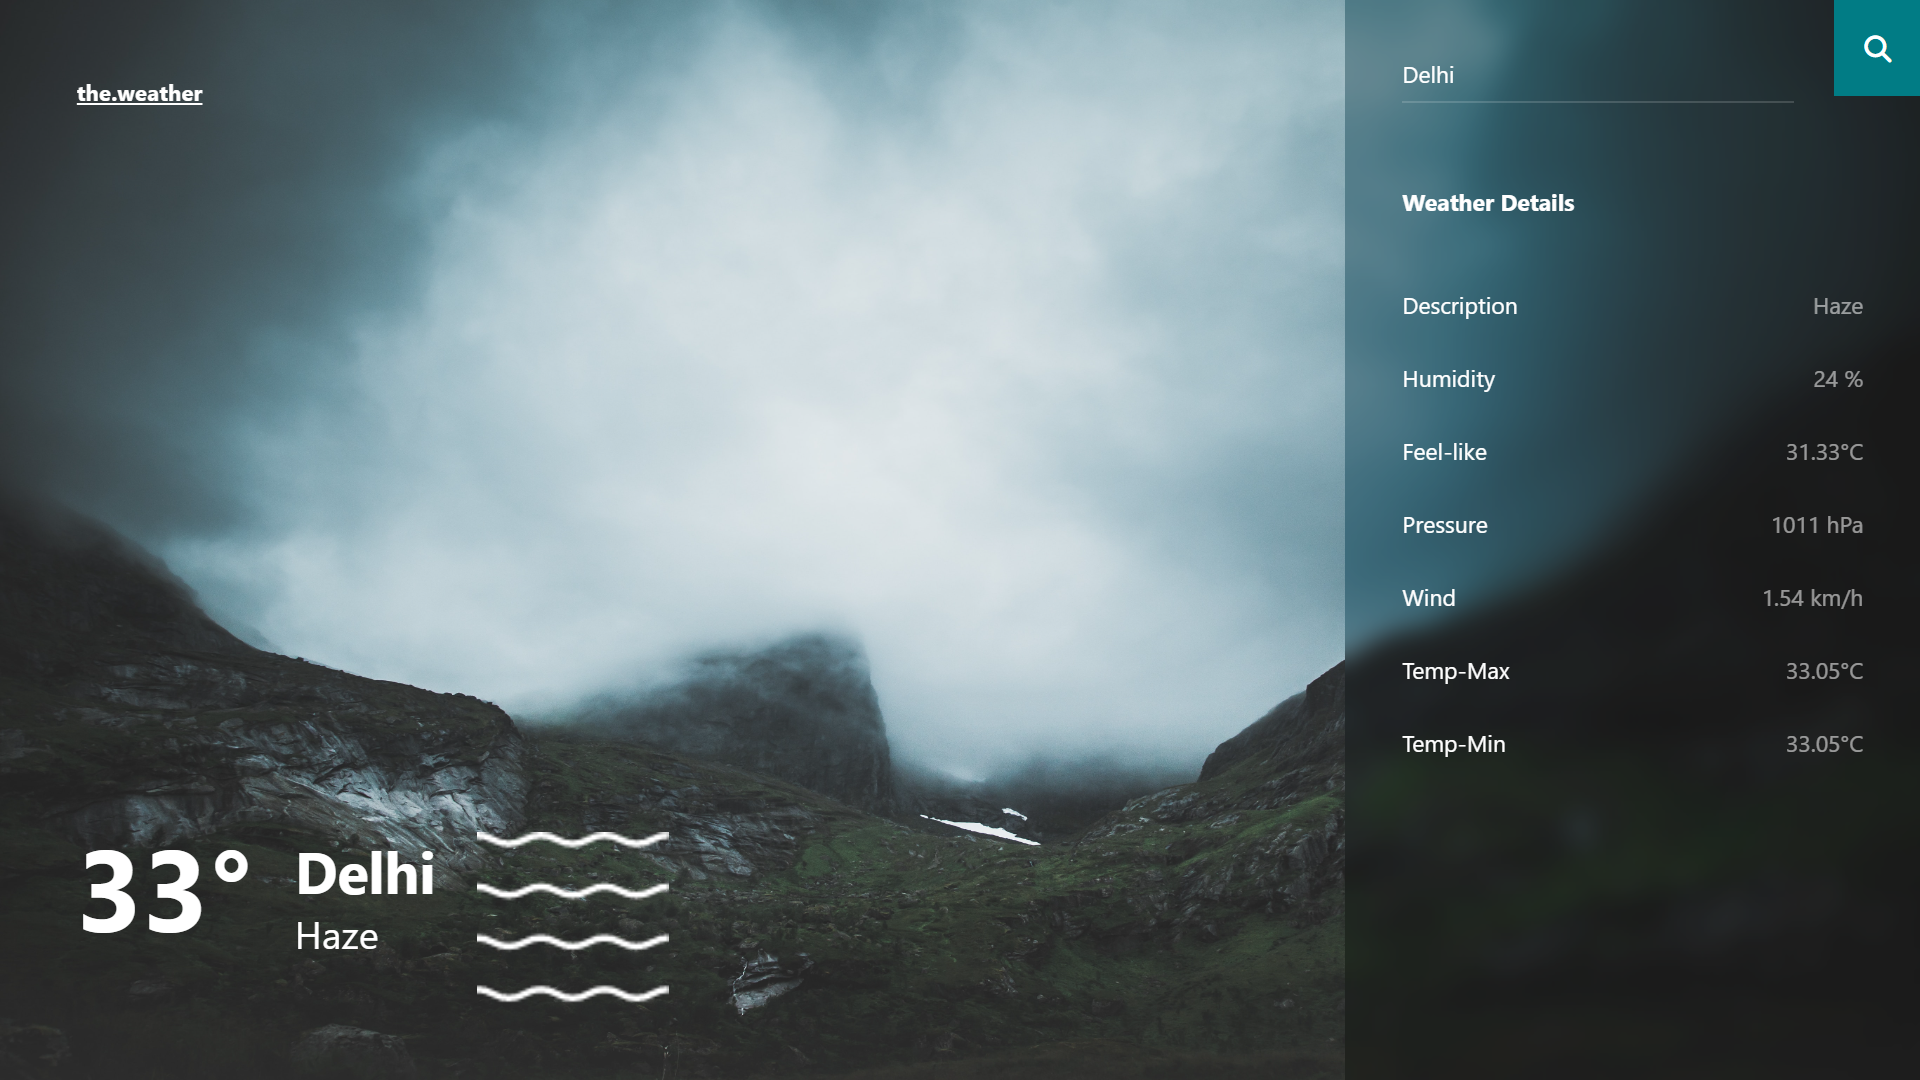 the.weather
33°
Delhi
Haze
Delhi
Weather Details
Description Haze
Humidity 24 %
Feel-like 31.33°C
Pressure 1011 hPa
Wind 1.54 km/h
Temp-Max 33.05°C
Temp-Min 33.05°C